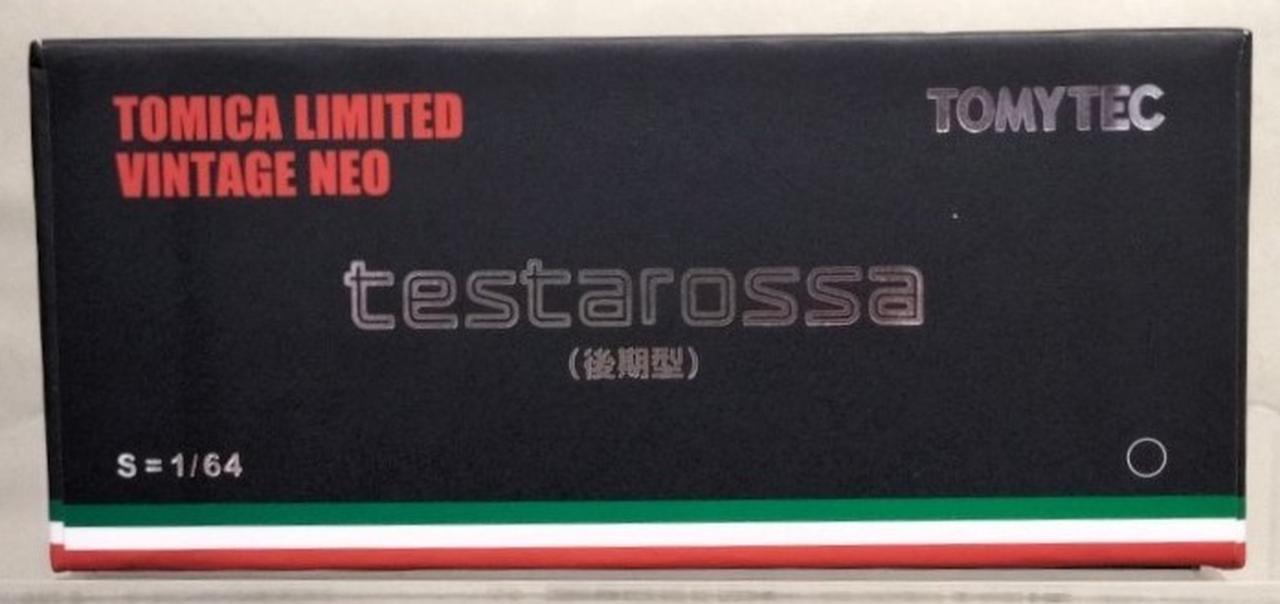 TOMICA LIMITED
VINTAGE NEO
TOMYTEC
testarossa
(後期型)
S=1/64